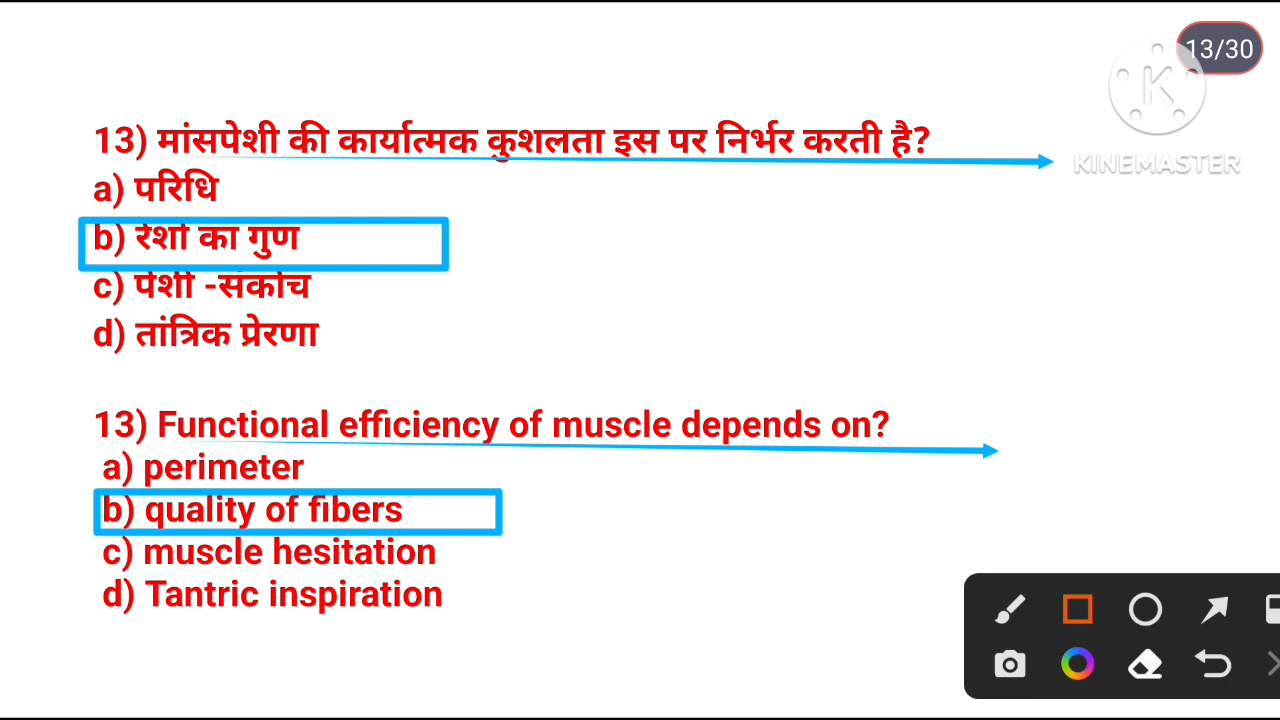 13/30
KINEMASTER
13) मांसपेशी की कार्यात्मक कुशलता इस पर निर्भर करती है?
a) परिधि
b) रेशों का गुण
c) पेशी -संकोच
d) तांत्रिक प्रेरणा
13) Functional efficiency of muscle depends on?
a) perimeter
b) quality of fibers
c) muscle hesitation
d) Tantric inspiration